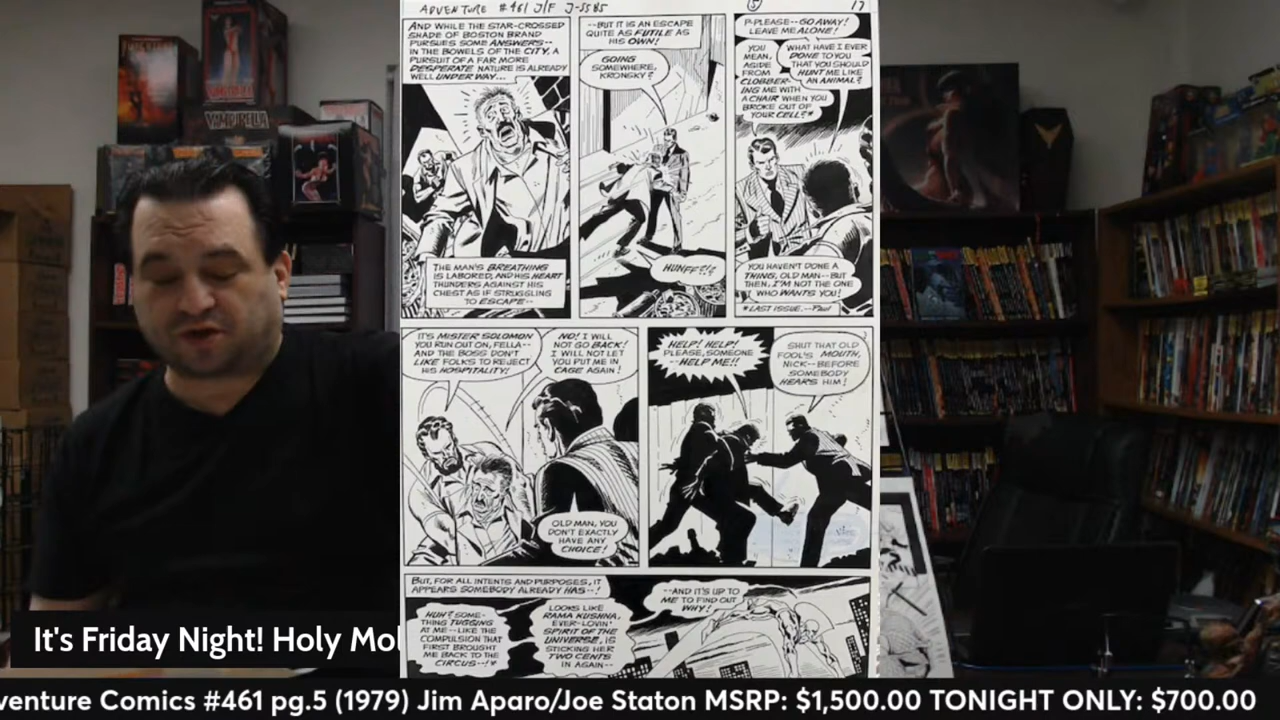 ADVENTURE #461 J/F J-5585
5
17
AND WHILE THE STAR-CROSSED
SHADE OF BOSTON BRAND
PURSUES SOME ANSWERS--
IN THE BOWELS OF THE CITY, A
PURSUIT OF A FAR MORE
DESPERATE NATURE IS ALREADY
WELL UNDER WAY...
THE MAN'S BREATHING
IS LABORED, AND HIS HEART
THUNDERS AGAINST HIS
CHEST AS IF STRUGGLING
TO ESCAPE--
--BUT IT IS AN ESCAPE
QUITE AS FUTILE AS
HIS OWN!
GOING
SOMEWHERE,
KRONSKY?
HUNFF?!?
P-PLEASE--GO AWAY!
LEAVE ME ALONE!
WHAT HAVE I EVER
DONE TO YOU
THAT YOU SHOULD
HUNT ME LIKE
AN ANIMAL?
YOU
MEAN,
ASIDE
FROM
CLOBBER-
ING ME WITH
A CHAIR WHEN YOU
BROKE OUT OF
YOUR CELL?*
YOU HAVEN'T DONE A
THING, OLD MAN--BUT
THEN, I'M NOT THE ONE
WHO WANTS YOU!
*LAST ISSUE.--Paul
IT'S MISTER SOLOMON
YOU RUN OUT ON, FELLA--
AND THE BOSS DON'T
LIKE FOLKS TO REJECT
HIS HOSPITALITY!
NO! I WILL
NOT GO BACK!
I WILL NOT LET
YOU PUT ME IN
CAGE AGAIN!
OLD MAN, YOU
DON'T EXACTLY
HAVE ANY
CHOICE!
HELP! HELP!
PLEASE, SOMEONE
--HELP ME!!
SHUT THAT OLD
FOOL'S MOUTH,
NICK--BEFORE
SOMEBODY
HEARS HIM!
BUT, FOR ALL INTENTS AND PURPOSES, IT
APPEARS SOMEBODY ALREADY HAS--!
HUH? SOME-
THING TUGGING
AT ME--LIKE THE
COMPULSION THAT
FIRST BROUGHT
ME BACK TO THE
CIRCUS--!*
LOOKS LIKE
RAMA KUSHNA,
EVER-LOVIN'
SPIRIT OF THE
UNIVERSE, IS
STICKING HER
TWO CENTS
IN AGAIN--
--AND IT'S UP TO
ME TO FIND OUT
WHY!
VAMPIRELLA
It's Friday Night! Holy Mol
venture Comics #461 pg.5 (1979) Jim Aparo/Joe Staton MSRP: $1,500.00 TONIGHT ONLY: $700.00